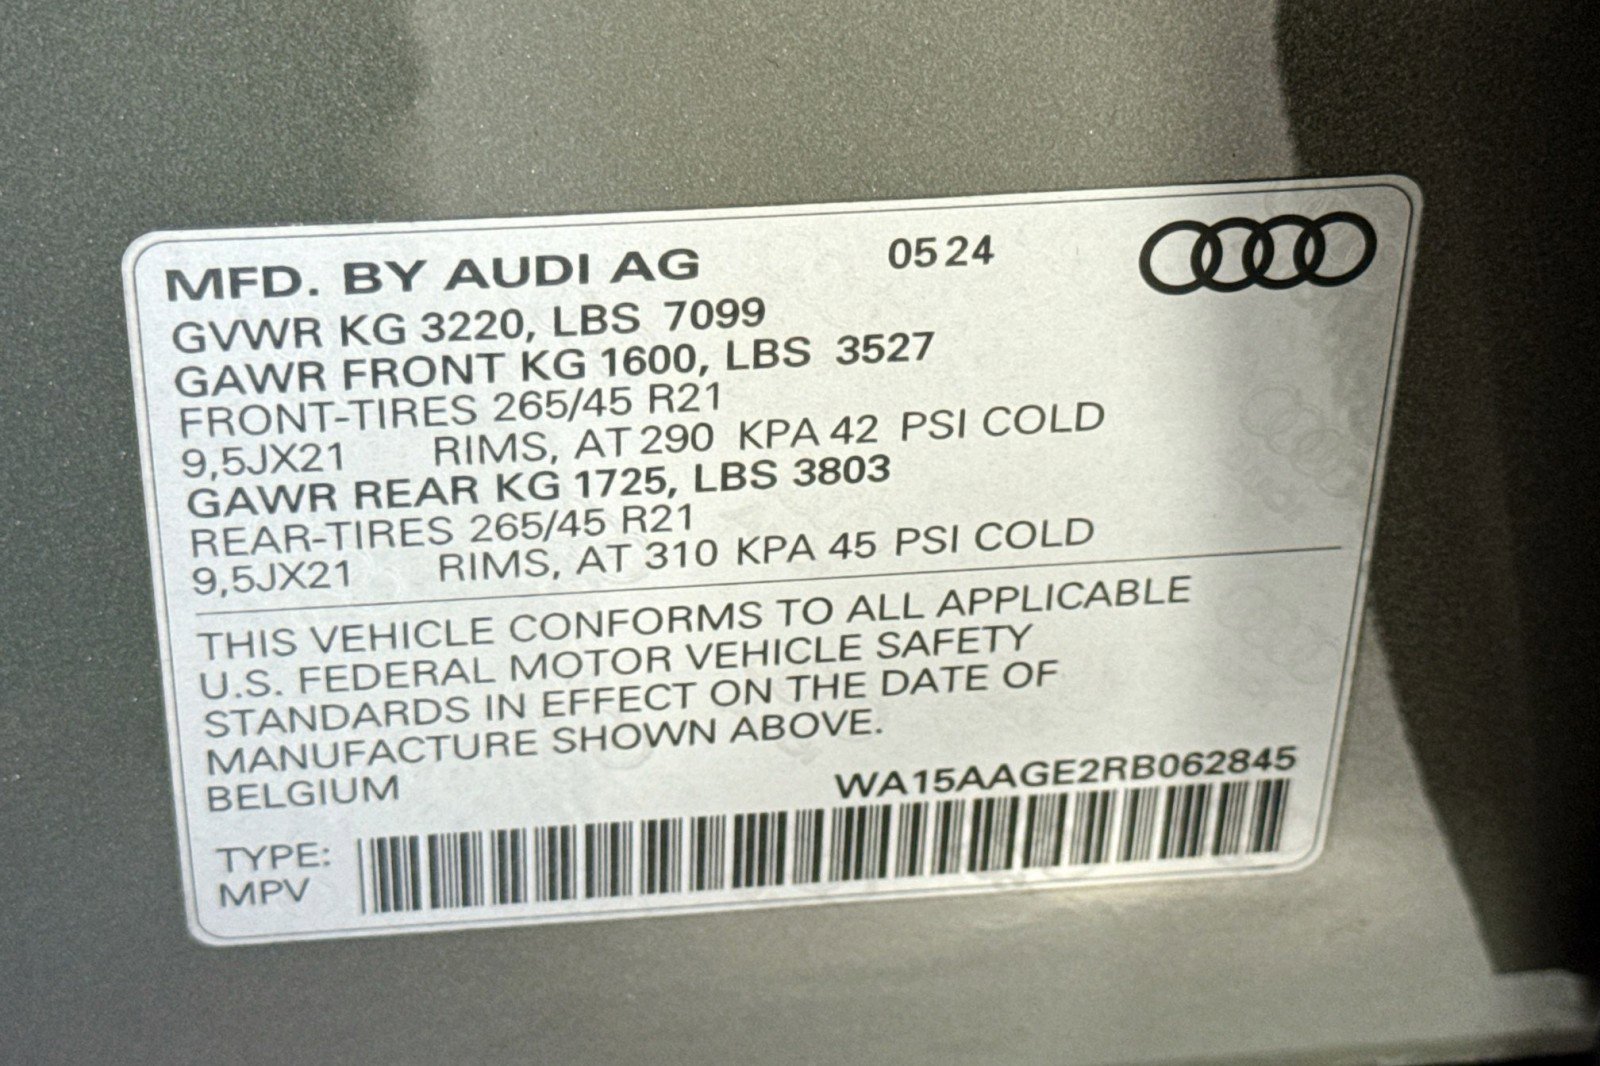 MFD. BY AUDI AG 05 24
GVWR KG 3220, LBS 7099
GAWR FRONT KG 1600, LBS 3527
FRONT-TIRES 265/45 R21
9,5JX21 RIMS, AT 290 KPA 42 PSI COLD
GAWR REAR KG 1725, LBS 3803
REAR-TIRES 265/45 R21
9,5JX21 RIMS, AT 310 KPA 45 PSI COLD
THIS VEHICLE CONFORMS TO ALL APPLICABLE
U.S. FEDERAL MOTOR VEHICLE SAFETY
STANDARDS IN EFFECT ON THE DATE OF
MANUFACTURE SHOWN ABOVE.
BELGIUM WA15AAGE2RB062845
TYPE:
MPV